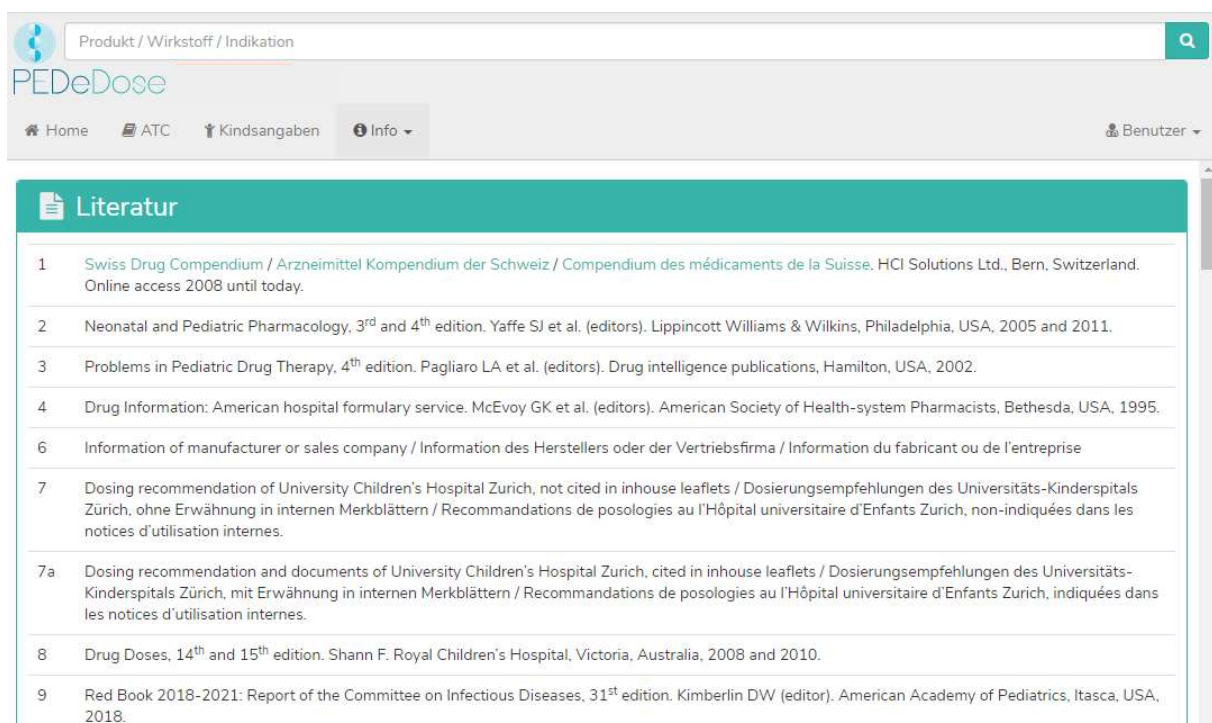 Produkt / Wirkstoff / Indikation
PEDeDose
Home ATC Kindsangaben Info Benutzer
Literatur
1 Swiss Drug Compendium / Arzneimittel Kompendium der Schweiz / Compendium des médicaments de la Suisse. HCI Solutions Ltd., Bern, Switzerland.
Online access 2008 until today.
2 Neonatal and Pediatric Pharmacology, 3rd and 4th edition. Yaffe SJ et al. (editors). Lippincott Williams & Wilkins, Philadelphia, USA, 2005 and 2011.
3 Problems in Pediatric Drug Therapy, 4th edition. Pagliaro LA et al. (editors). Drug intelligence publications, Hamilton, USA, 2002.
4 Drug Information: American hospital formulary service. McEvoy GK et al. (editors). American Society of Health-system Pharmacists, Bethesda, USA, 1995.
6 Information of manufacturer or sales company / Information des Herstellers oder der Vertriebsfirma / Information du fabricant ou de l'entreprise
7 Dosing recommendation of University Children's Hospital Zurich, not cited in inhouse leaflets / Dosierungsempfehlungen des Universitäts-Kinderspitals
Zürich, ohne Erwähnung in internen Merkblättern / Recommandations de posologies au l'Hôpital universitaire d'Enfants Zurich, non-indiquées dans les
notices d'utilisation internes.
7a Dosing recommendation and documents of University Children's Hospital Zurich, cited in inhouse leaflets / Dosierungsempfehlungen des Universitäts-
Kinderspitals Zürich, mit Erwähnung in internen Merkblättern / Recommandations de posologies au l'Hôpital universitaire d'Enfants Zurich, indiquées dans
les notices d'utilisation internes.
8 Drug Doses, 14th and 15th edition. Shann F. Royal Children's Hospital, Victoria, Australia, 2008 and 2010.
9 Red Book 2018-2021: Report of the Committee on Infectious Diseases, 31st edition. Kimberlin DW (editor). American Academy of Pediatrics, Itasca, USA,
2018.